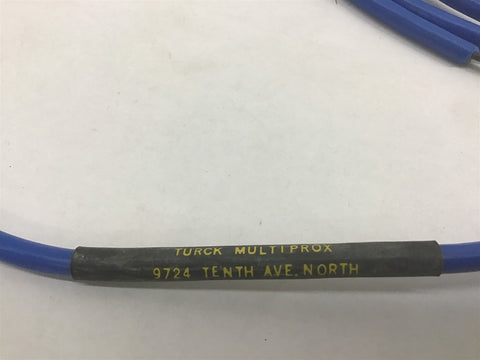 TURCK MULTIPROX
9724 TENTH AVE. NORTH